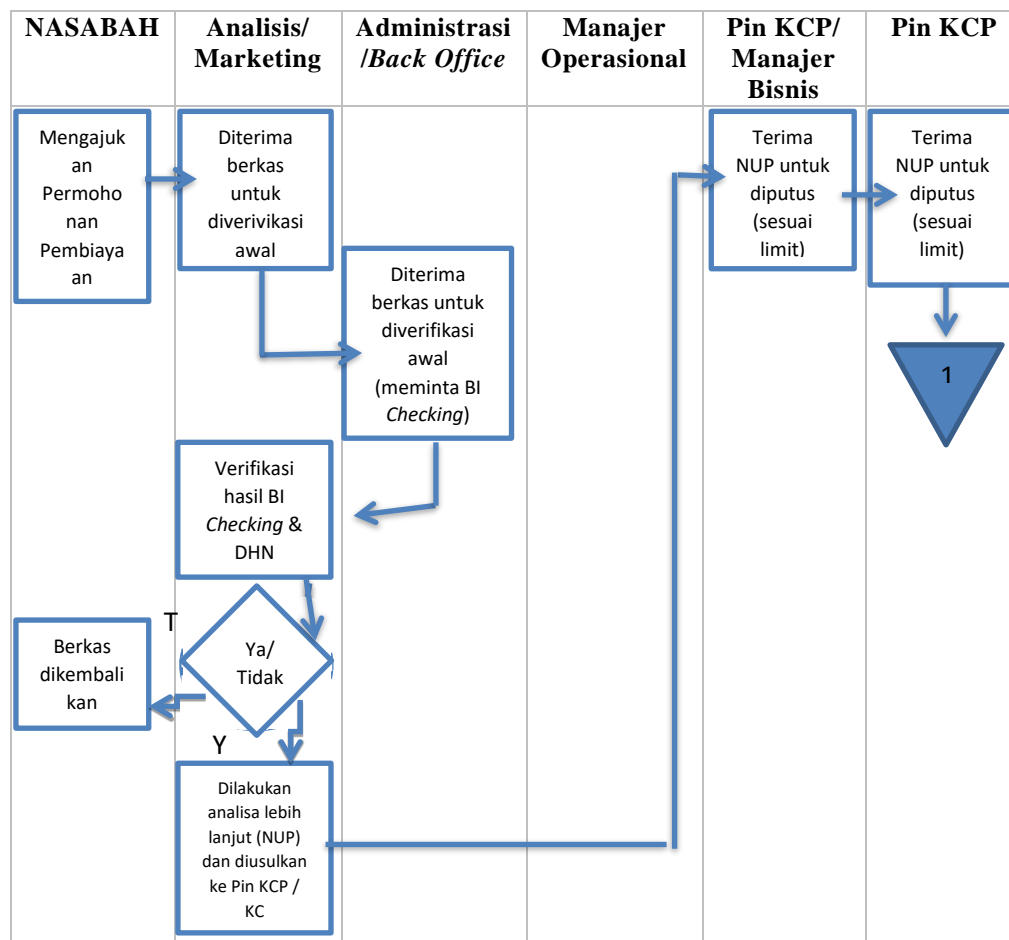 NASABAH
Analisis/
Marketing
Administrasi
/Back Office
Manajer
Operasional
Pin KCP/
Manajer
Bisnis
Pin KCP
Mengajuk
an
Permoho
nan
Pembiaya
an
Diterima
berkas
untuk
diverivikasi
awal
Diterima
berkas untuk
diverifikasi
awal
(meminta BI
Checking)
Terima
NUP untuk
diputus
(sesuai
limit)
Terima
NUP untuk
diputus
(sesuai
limit)
1
Verifikasi
hasil BI
Checking &
DHN
T
Ya/
Tidak
Berkas
dikembali
kan
Y
Dilakukan
analisa lebih
lanjut (NUP)
dan diusulkan
ke Pin KCP /
KC